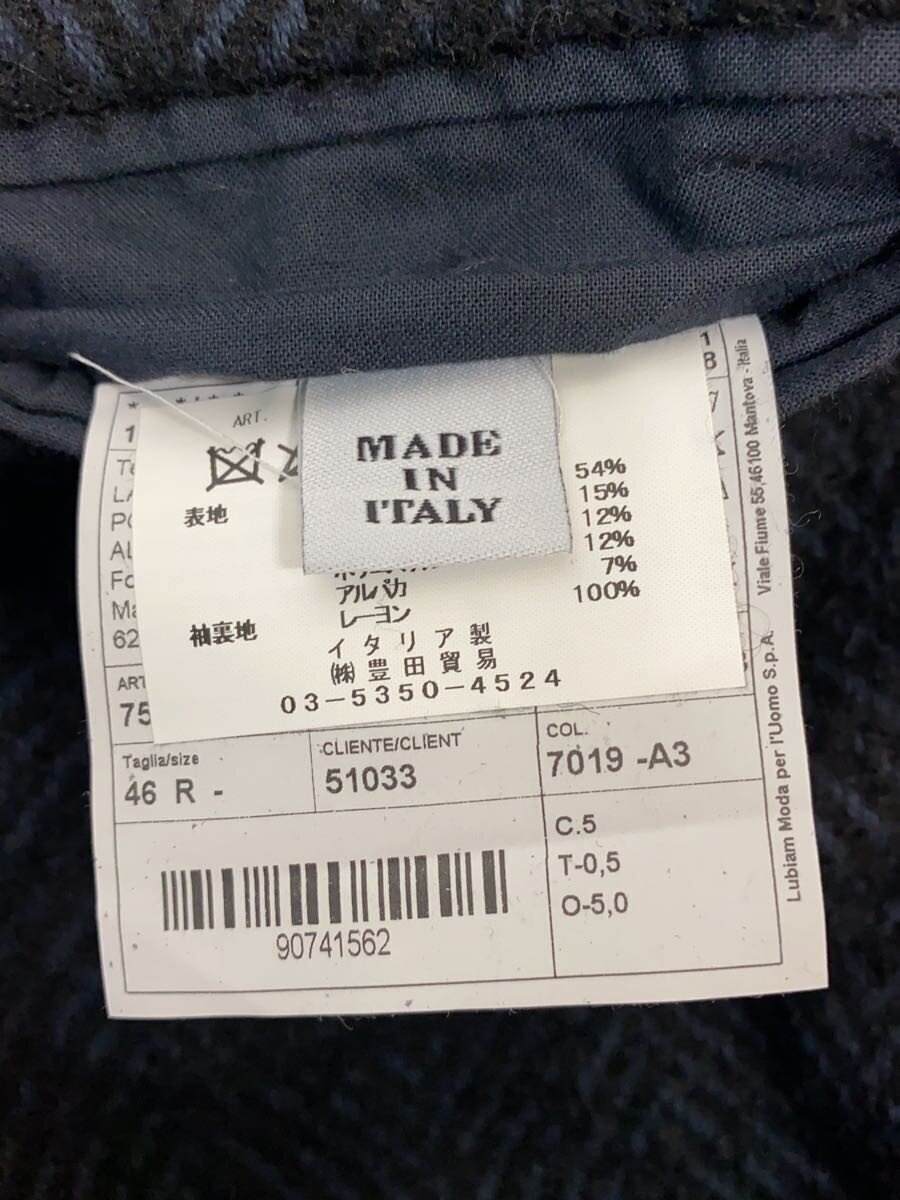 MADE
IN
ITALY
ART.
表地
54%
15%
12%
12%
7%
アルパカ
100%
袖裏地
レーヨン
イタリア製
(株)豊田貿易
03-5350-4524
Taglia/size
46 R -
CLIENTE/CLIENT
51033
COL.
7019 -A3
C.5
T-0,5
O-5,0
90741562
Lubiam Moda per l'Uomo S.p.A.
Viale Fiume 55,46100 Mantova - Italia